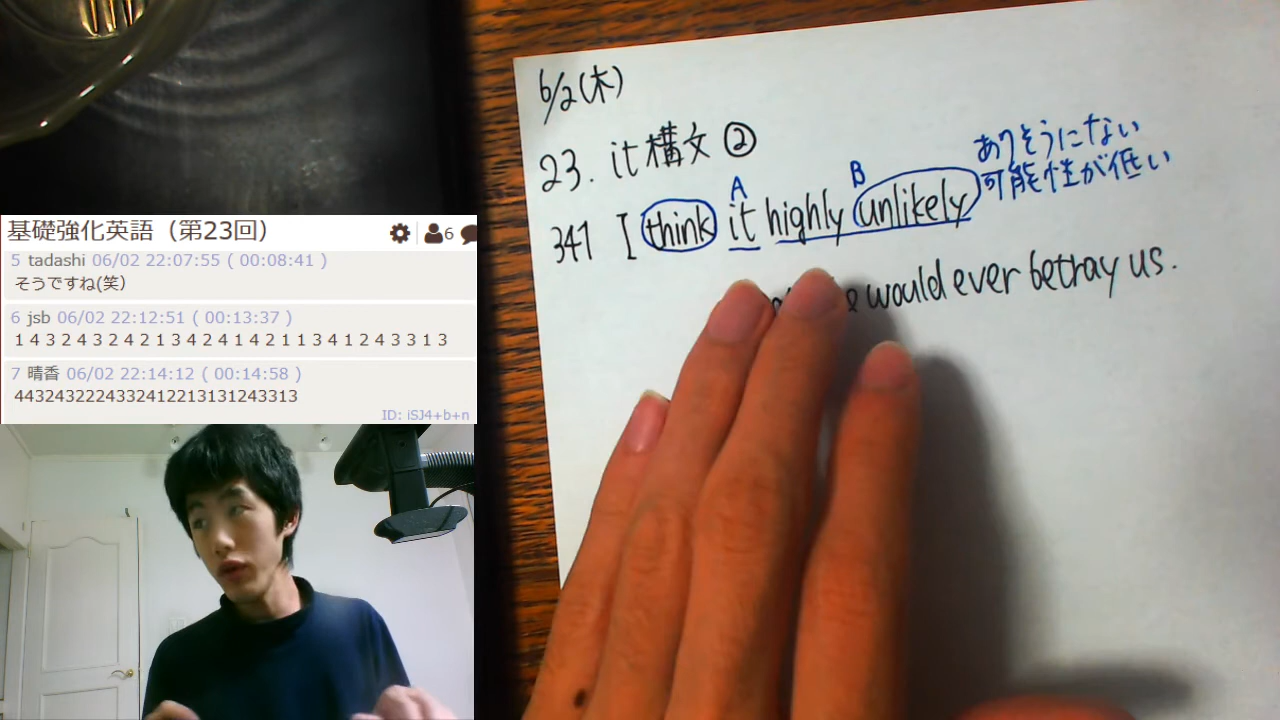 基礎強化英語（第23回）
6
5 tadashi 06/02 22:07:55 ( 00:08:41 )
そうですね(笑)
6 jsb 06/02 22:12:51 ( 00:13:37 )
1 4 3 2 4 3 2 4 2 1 3 4 2 4 1 4 2 1 1 3 4 1 2 4 3 3 1 3
7 晴香 06/02 22:14:12 ( 00:14:58 )
4432432224332412213131243313
ID: iSJ4+b+n
6/2(木)
23. it構文 ②
ありそうにない
可能性が低い
A B
341 I think it highly unlikely
would ever betray us.